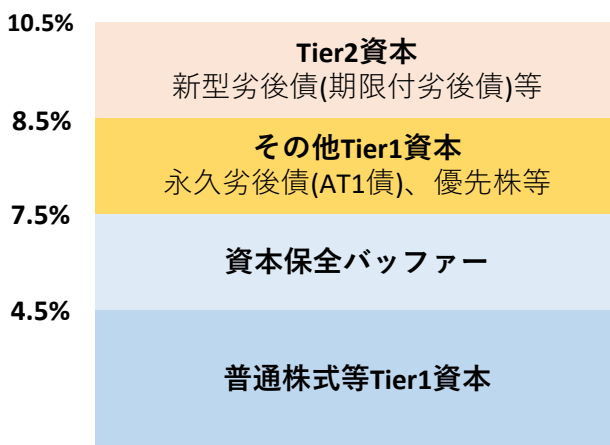 10.5%
Tier2資本
新型劣後債(期限付劣後債)等
8.5%
その他Tier1資本
永久劣後債(AT1債)、優先株等
7.5%
資本保全バッファー
4.5%
普通株式等Tier1資本